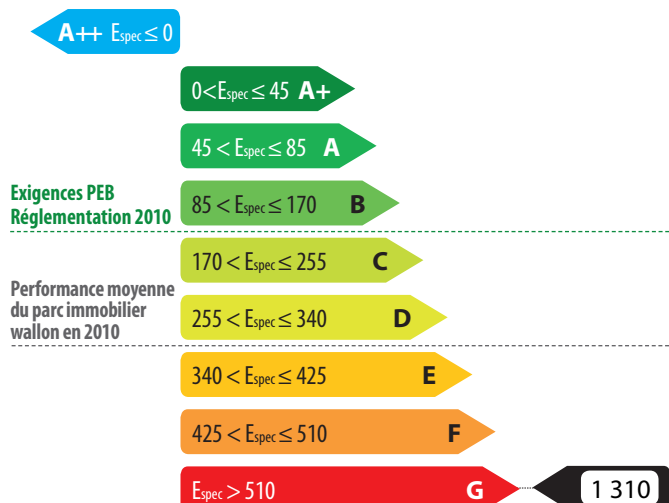 A++ Espec ≤ 0
0<Espec ≤ 45 A+
45 < Espec ≤ 85 A
Exigences PEB
Réglementation 2010
85 < Espec ≤ 170 B
170 < Espec ≤ 255 C
Performance moyenne
du parc immobilier
wallon en 2010
255 < Espec ≤ 340 D
340 < Espec ≤ 425 E
425 < Espec ≤ 510 F
Espec > 510 G
1 310